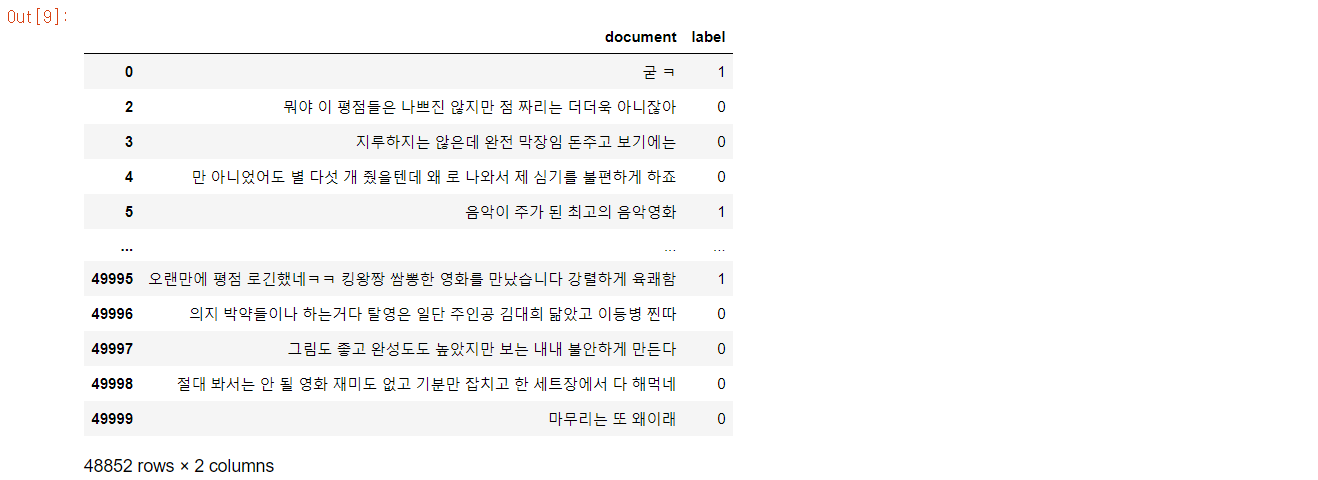 Out[9]:
document label
0 굳 ㅋ 1
2 뭐야 이 평점들은 나쁘진 않지만 점 짜리는 더더욱 아니잖아 0
3 지루하지는 않은데 완전 막장임 돈주고 보기에는 0
4 만 아니었어도 별 다섯 개 줬을텐데 왜 로 나와서 제 심기를 불편하게 하죠 0
5 음악이 주가 된 최고의 음악영화 1
... ... ...
49995 오랜만에 평점 로긴했네ㅋㅋ 킹왕짱 쌈뽕한 영화를 만났습니다 강렬하게 육쾌함 1
49996 의지 박약들이나 하는거다 탈영은 일단 주인공 김대희 닮았고 이등병 찐따 0
49997 그림도 좋고 완성도도 높았지만 보는 내내 불안하게 만든다 0
49998 절대 봐서는 안 될 영화 재미도 없고 기분만 잡치고 한 세트장에서 다 해먹네 0
49999 마무리는 또 왜이래 0
48852 rows × 2 columns